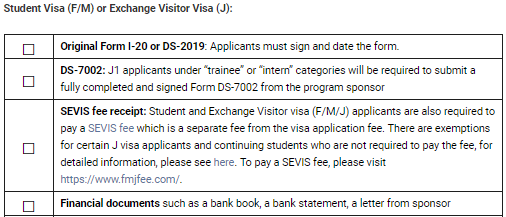 Student Visa (F/M) or Exchange Visitor Visa (J):
Original Form I-20 or DS-2019: Applicants must sign and date the form.
DS-7002: J1 applicants under “trainee” or “intern” categories will be required to submit a
fully completed and signed Form DS-7002 from the program sponsor
SEVIS fee receipt: Student and Exchange Visitor visa (F/M/J) applicants are also required to
pay a SEVIS fee which is a separate fee from the visa application fee. There are exemptions
for certain J visa applicants and continuing students who are not required to pay the fee, for
detailed information, please see here. To pay a SEVIS fee, please visit
https://www.fmjfee.com/.
Financial documents such as a bank book, a bank statement, a letter from sponsor